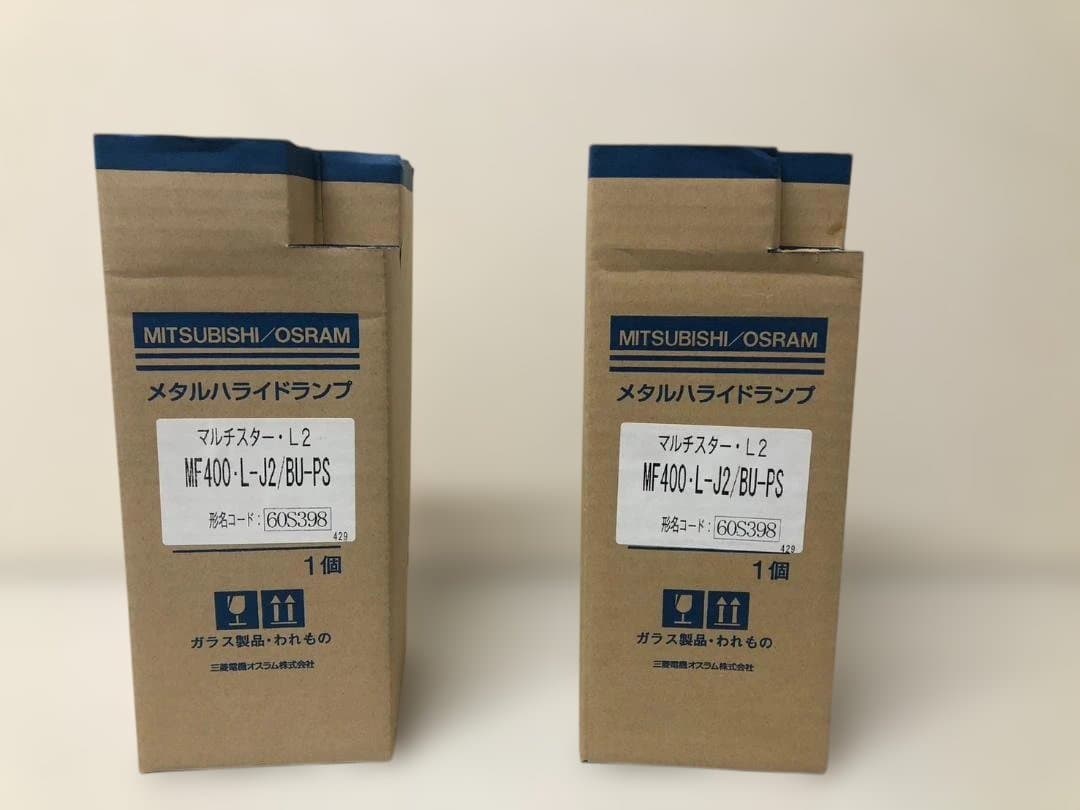 MITSUBISHI/OSRAM
メタルハライドランプ
マルチスター・L2
MF400・L-J2/BU-PS
形名コード：60S398
429
1個
ガラス製品・われもの
三菱電機オスラム株式会社
MITSUBISHI/OSRAM
メタルハライドランプ
マルチスター・L2
MF400・L-J2/BU-PS
形名コード：60S398
429
1個
ガラス製品・われもの
三菱電機オスラム株式会社